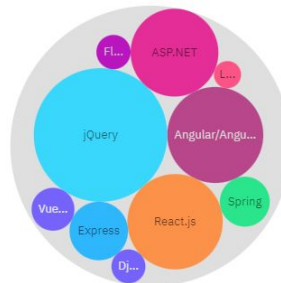 ASP.NET
Fl...
L...
jQuery
Angular/Angu...
Vue...
Spring
React.js
Express
Dj...